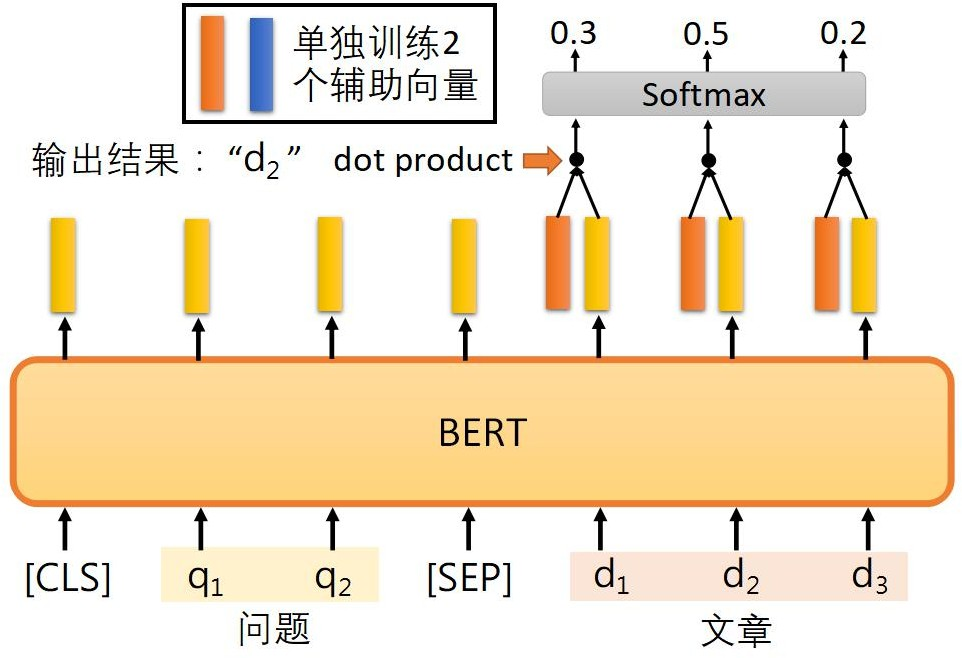 单独训练2
个辅助向量
0.3 0.5 0.2
Softmax
输出结果：“d₂” dot product
BERT
[CLS] q₁ q₂ [SEP] d₁ d₂ d₃
问题 文章